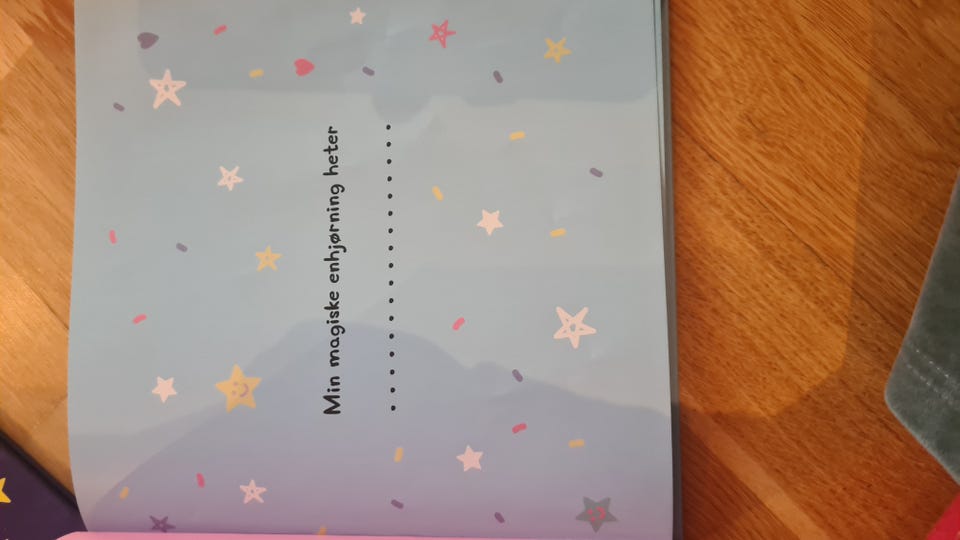 Min magiske enhjørning heter
.................